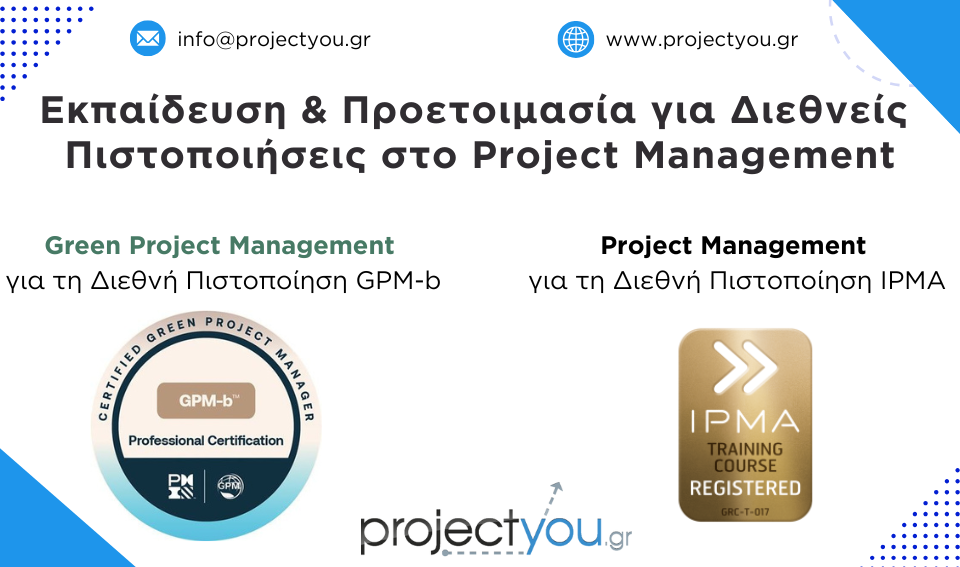 info@projectyou.gr
www.projectyou.gr
Εκπαίδευση & Προετοιμασία για Διεθνείς
Πιστοποιήσεις στο Project Management
Green Project Management
για τη Διεθνή Πιστοποίηση GPM-b
Project Management
για τη Διεθνή Πιστοποίηση IPMA
CERTIFIED GREEN PROJECT MANAGER
GPM-b™
Professional Certification
GPM
IPMA
TRAINING
COURSE
REGISTERED
GRC-T-017
projectyou.gr